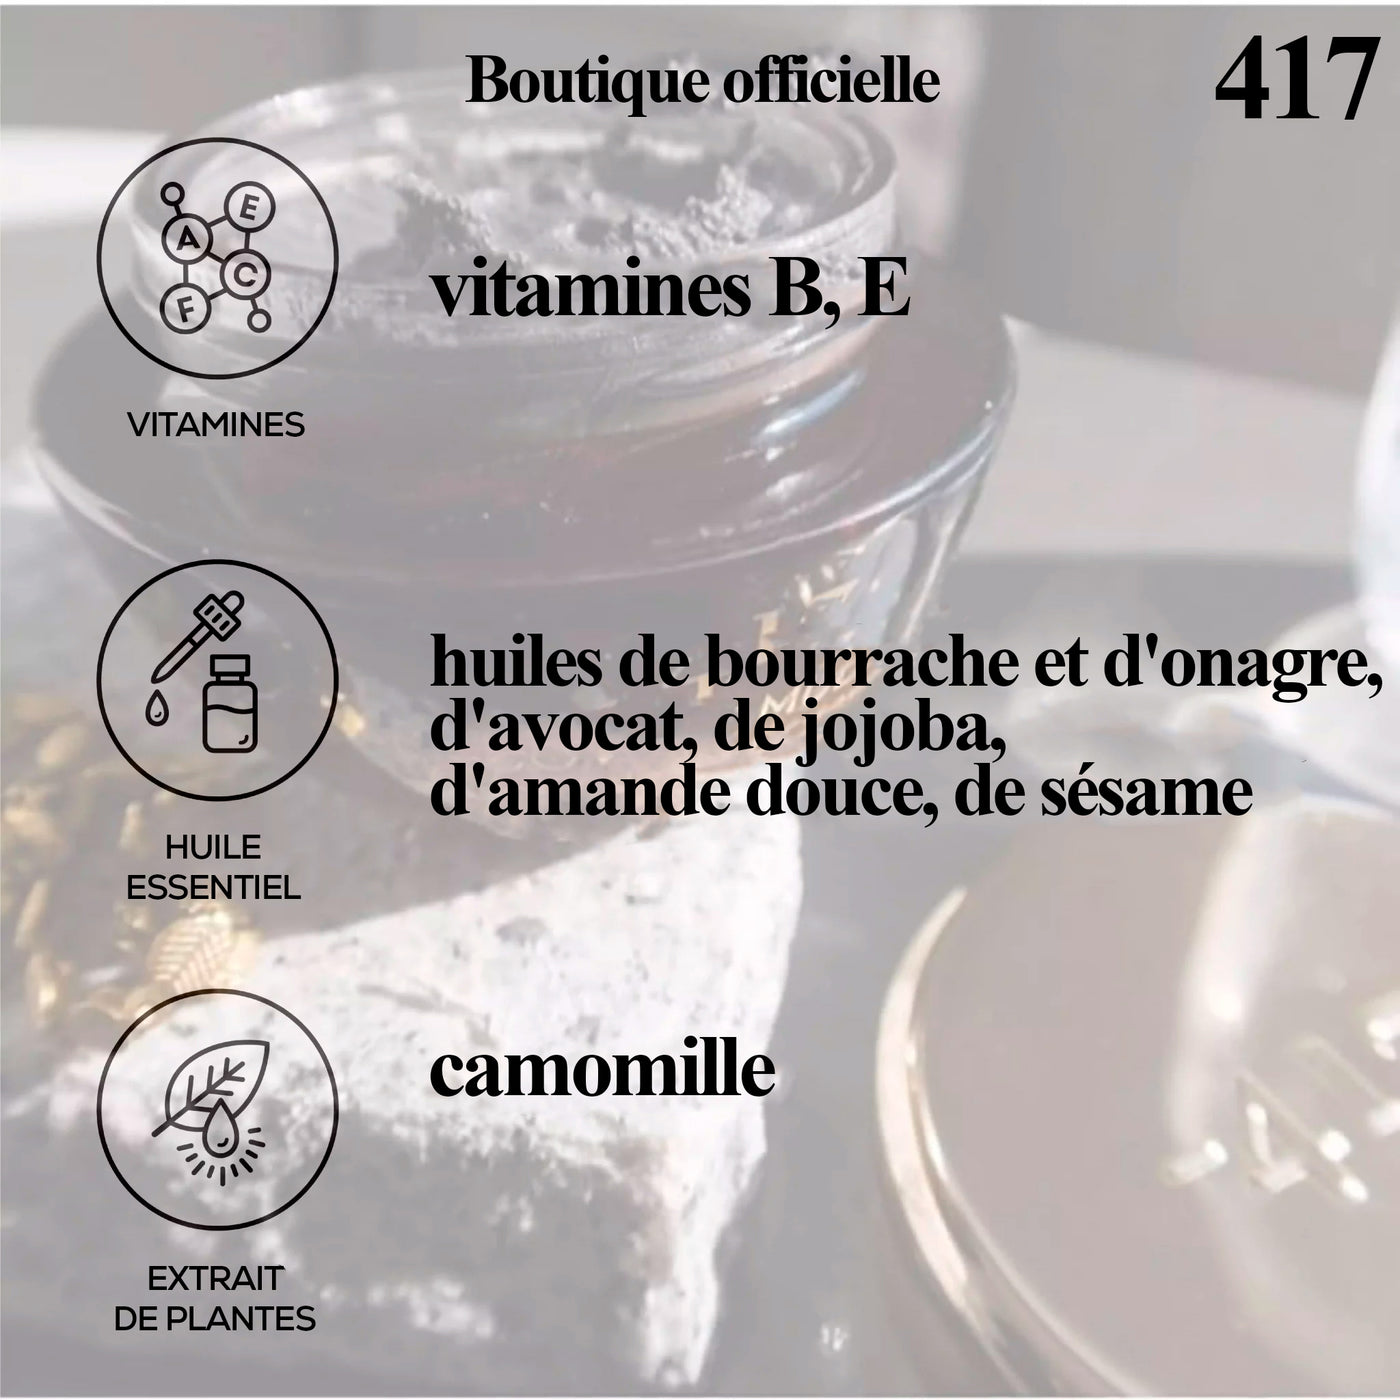 Boutique officielle
417
E
A
C
F
vitamines B, E
VITAMINES
huiles de bourrache et d'onagre,
d'avocat, de jojoba,
d'amande douce, de sésame
HUILE
ESSENTIEL
camomille
EXTRAIT
DE PLANTES